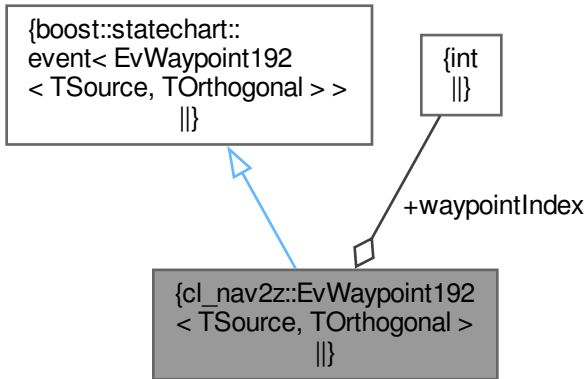 {boost::statechart::
event< EvWaypoint192
< TSource, TOrthogonal > >
||}
{int
||}
+waypointIndex
{cl_nav2z::EvWaypoint192
< TSource, TOrthogonal >
||}